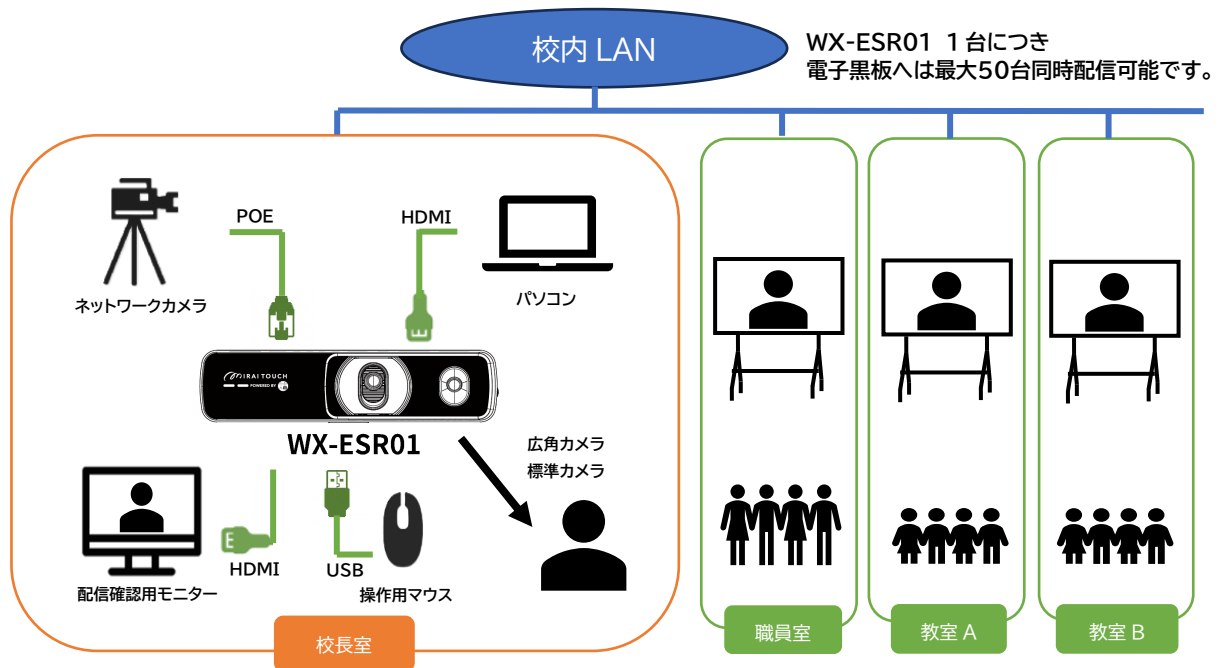 校内 LAN
WX-ESR01 1台につき
電子黒板へは最大50台同時配信可能です。
POE
HDMI
ネットワークカメラ
パソコン
MIRAI TOUCH
POWERED BY
WX-ESR01
広角カメラ
標準カメラ
HDMI
USB
配信確認用モニター
操作用マウス
校長室
職員室
教室 A
教室 B